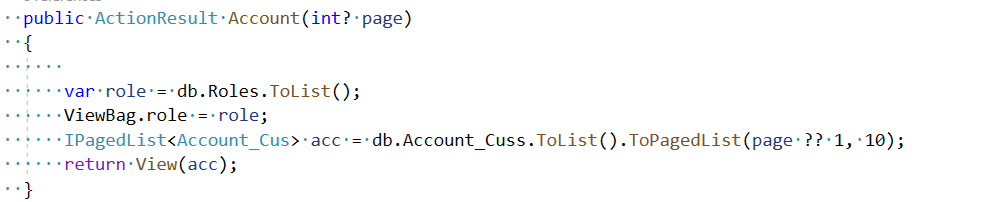 public ActionResult Account(int? page)
{
var role = db.Roles.ToList();
ViewBag.role = role;
IPagedList<Account_Cus> acc = db.Account_Cuss.ToList().ToPagedList(page ?? 1, 10);
return View(acc);
}